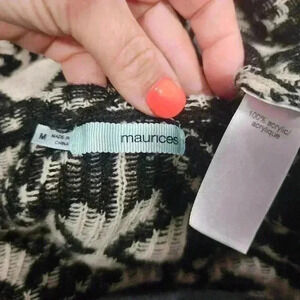 M
MADE IN
CHINA
maurices
100% acrylic/
acrylique